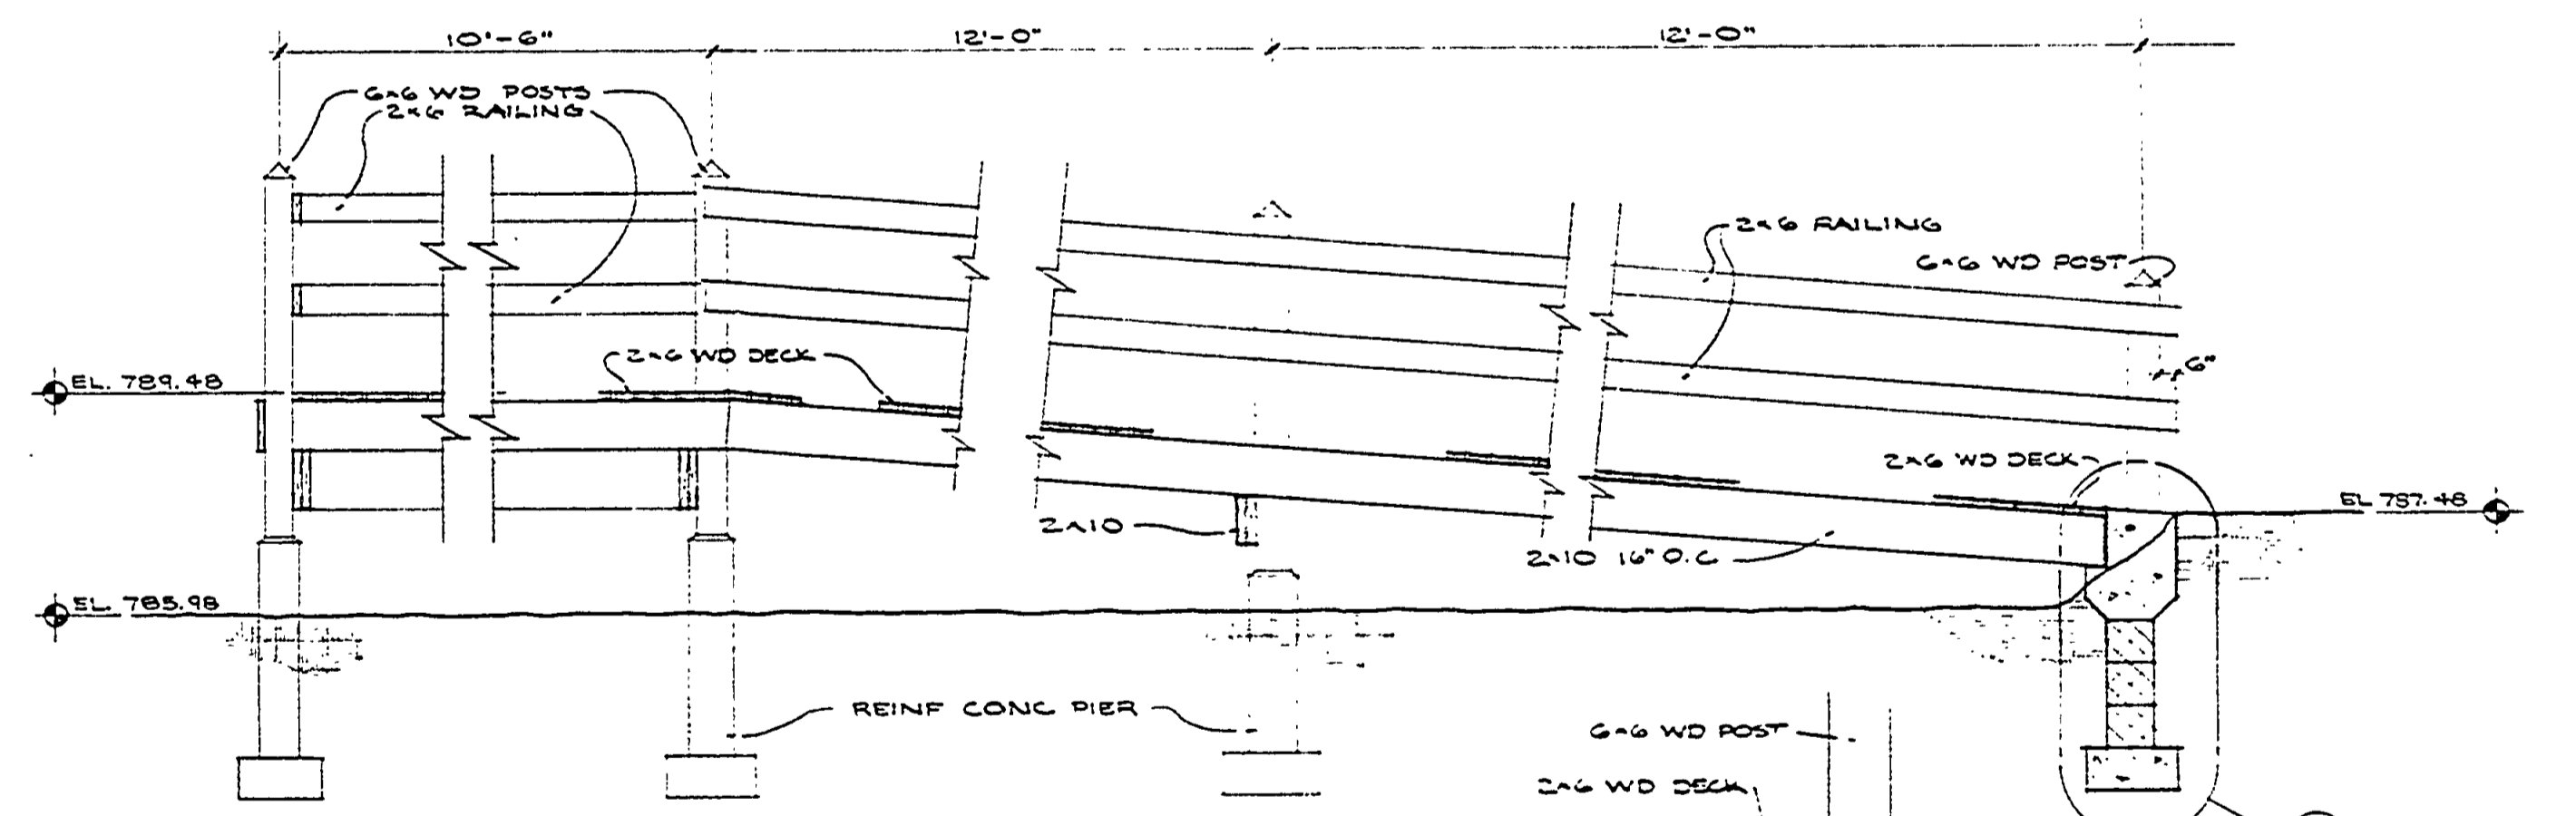 10'-6"
12'-0"
12'-0"
6x6 WD POSTS
2x6 RAILING
2x6 RAILING
6x6 WD POST
2x6 WD DECK
6"
EL. 789.48
2x6 WD DECK
EL 787.48
2x10
2x10 16" O.C
EL. 785.98
REINF CONC PIER
6x6 WD POST
2x6 WD DECK